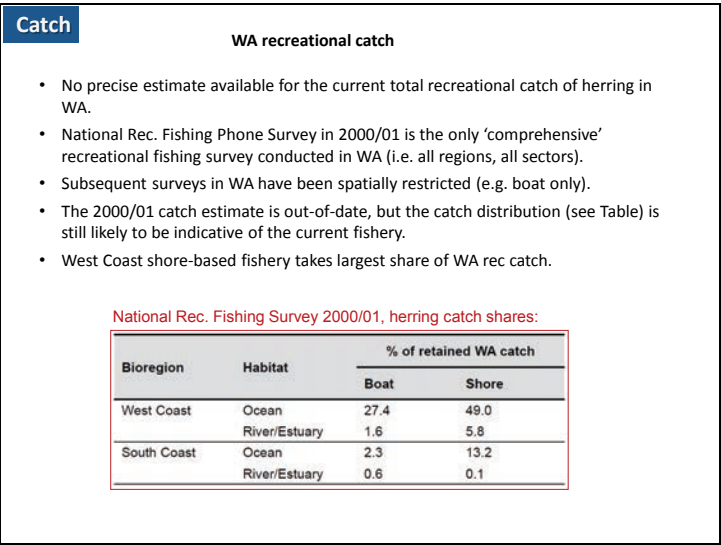 Catch
WA recreational catch
• No precise estimate available for the current total recreational catch of herring in
WA.
• National Rec. Fishing Phone Survey in 2000/01 is the only ‘comprehensive’
recreational fishing survey conducted in WA (i.e. all regions, all sectors).
• Subsequent surveys in WA have been spatially restricted (e.g. boat only).
• The 2000/01 catch estimate is out-of-date, but the catch distribution (see Table) is
still likely to be indicative of the current fishery.
• West Coast shore-based fishery takes largest share of WA rec catch.
National Rec. Fishing Survey 2000/01, herring catch shares:
% of retained WA catch
Bioregion Habitat
Boat Shore
West Coast Ocean 27.4 49.0
River/Estuary 1.6 5.8
South Coast Ocean 2.3 13.2
River/Estuary 0.6 0.1